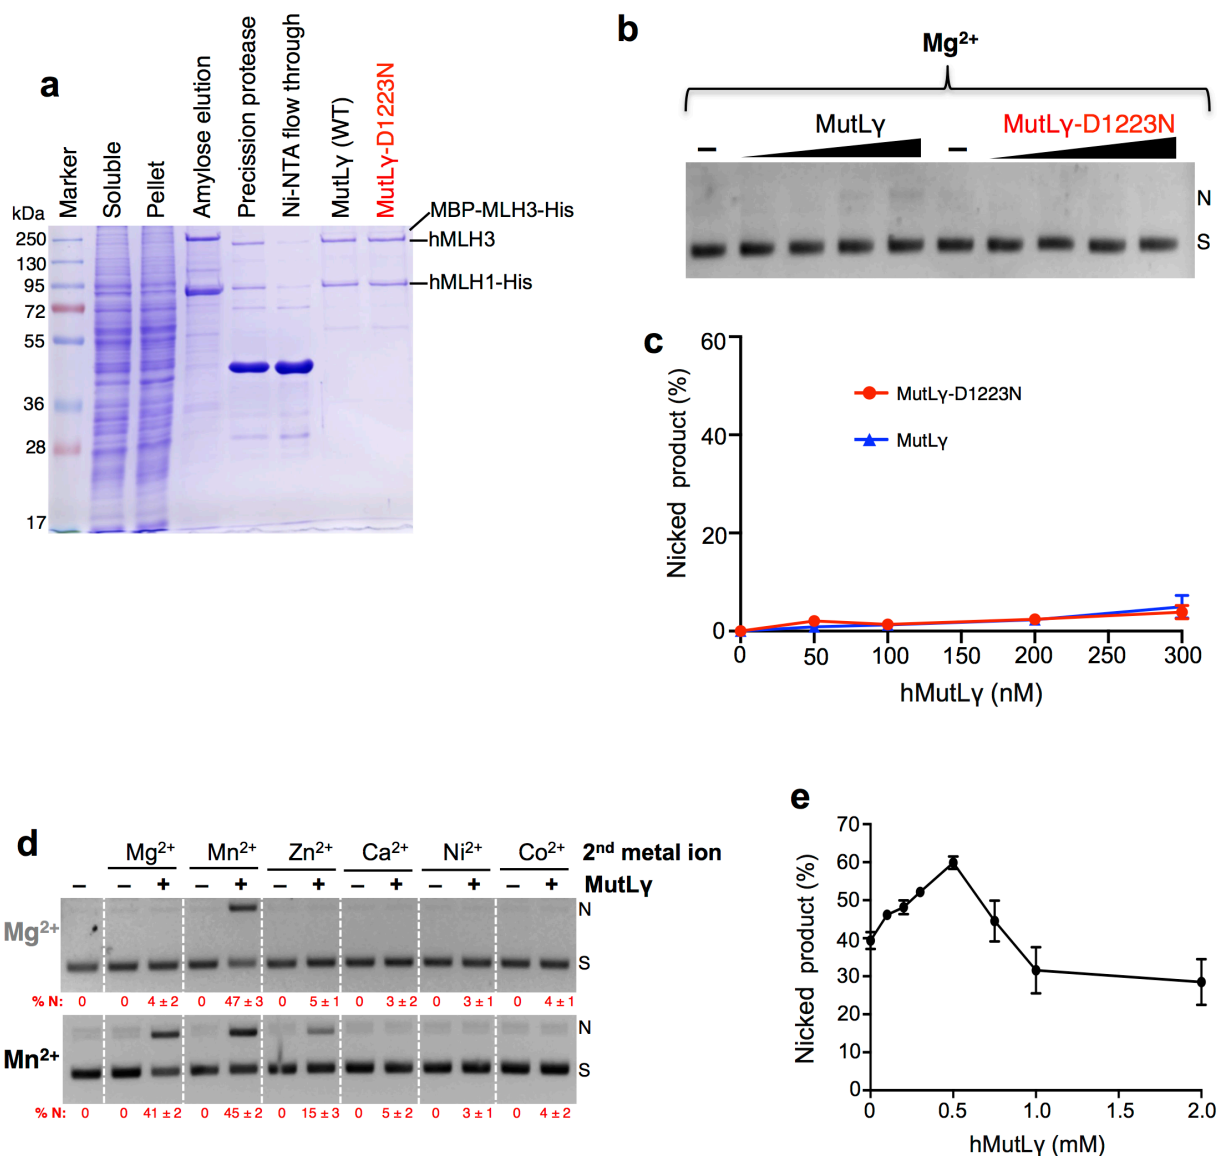 a
Marker
Soluble
Pellet
Amylose elution
Precission protease
Ni-NTA flow through
MutLγ (WT)
MutLγ-D1223N
kDa
250
130
95
72
55
36
28
17
MBP-MLH3-His
hMLH3
hMLH1-His
b
Mg²⁺
– MutLγ – MutLγ-D1223N
N
S
c
Nicked product (%)
60
40
20
0
MutLγ-D1223N
MutLγ
0 50 100 150 200 250 300
hMutLγ (nM)
d
Mg²⁺ Mn²⁺ Zn²⁺ Ca²⁺ Ni²⁺ Co²⁺ 2ⁿᵈ metal ion
– – + – + – + – + – + – + MutLγ
Mg²⁺
N
S
% N: 0 0 4 ± 2 0 47 ± 3 0 5 ± 1 0 3 ± 2 0 3 ± 1 0 4 ± 1
Mn²⁺
N
S
% N: 0 0 41 ± 2 0 45 ± 2 0 15 ± 3 0 5 ± 2 0 3 ± 1 0 4 ± 2
e
Nicked product (%)
70
60
50
40
30
20
10
0
0 0.5 1.0 1.5 2.0
hMutLγ (mM)